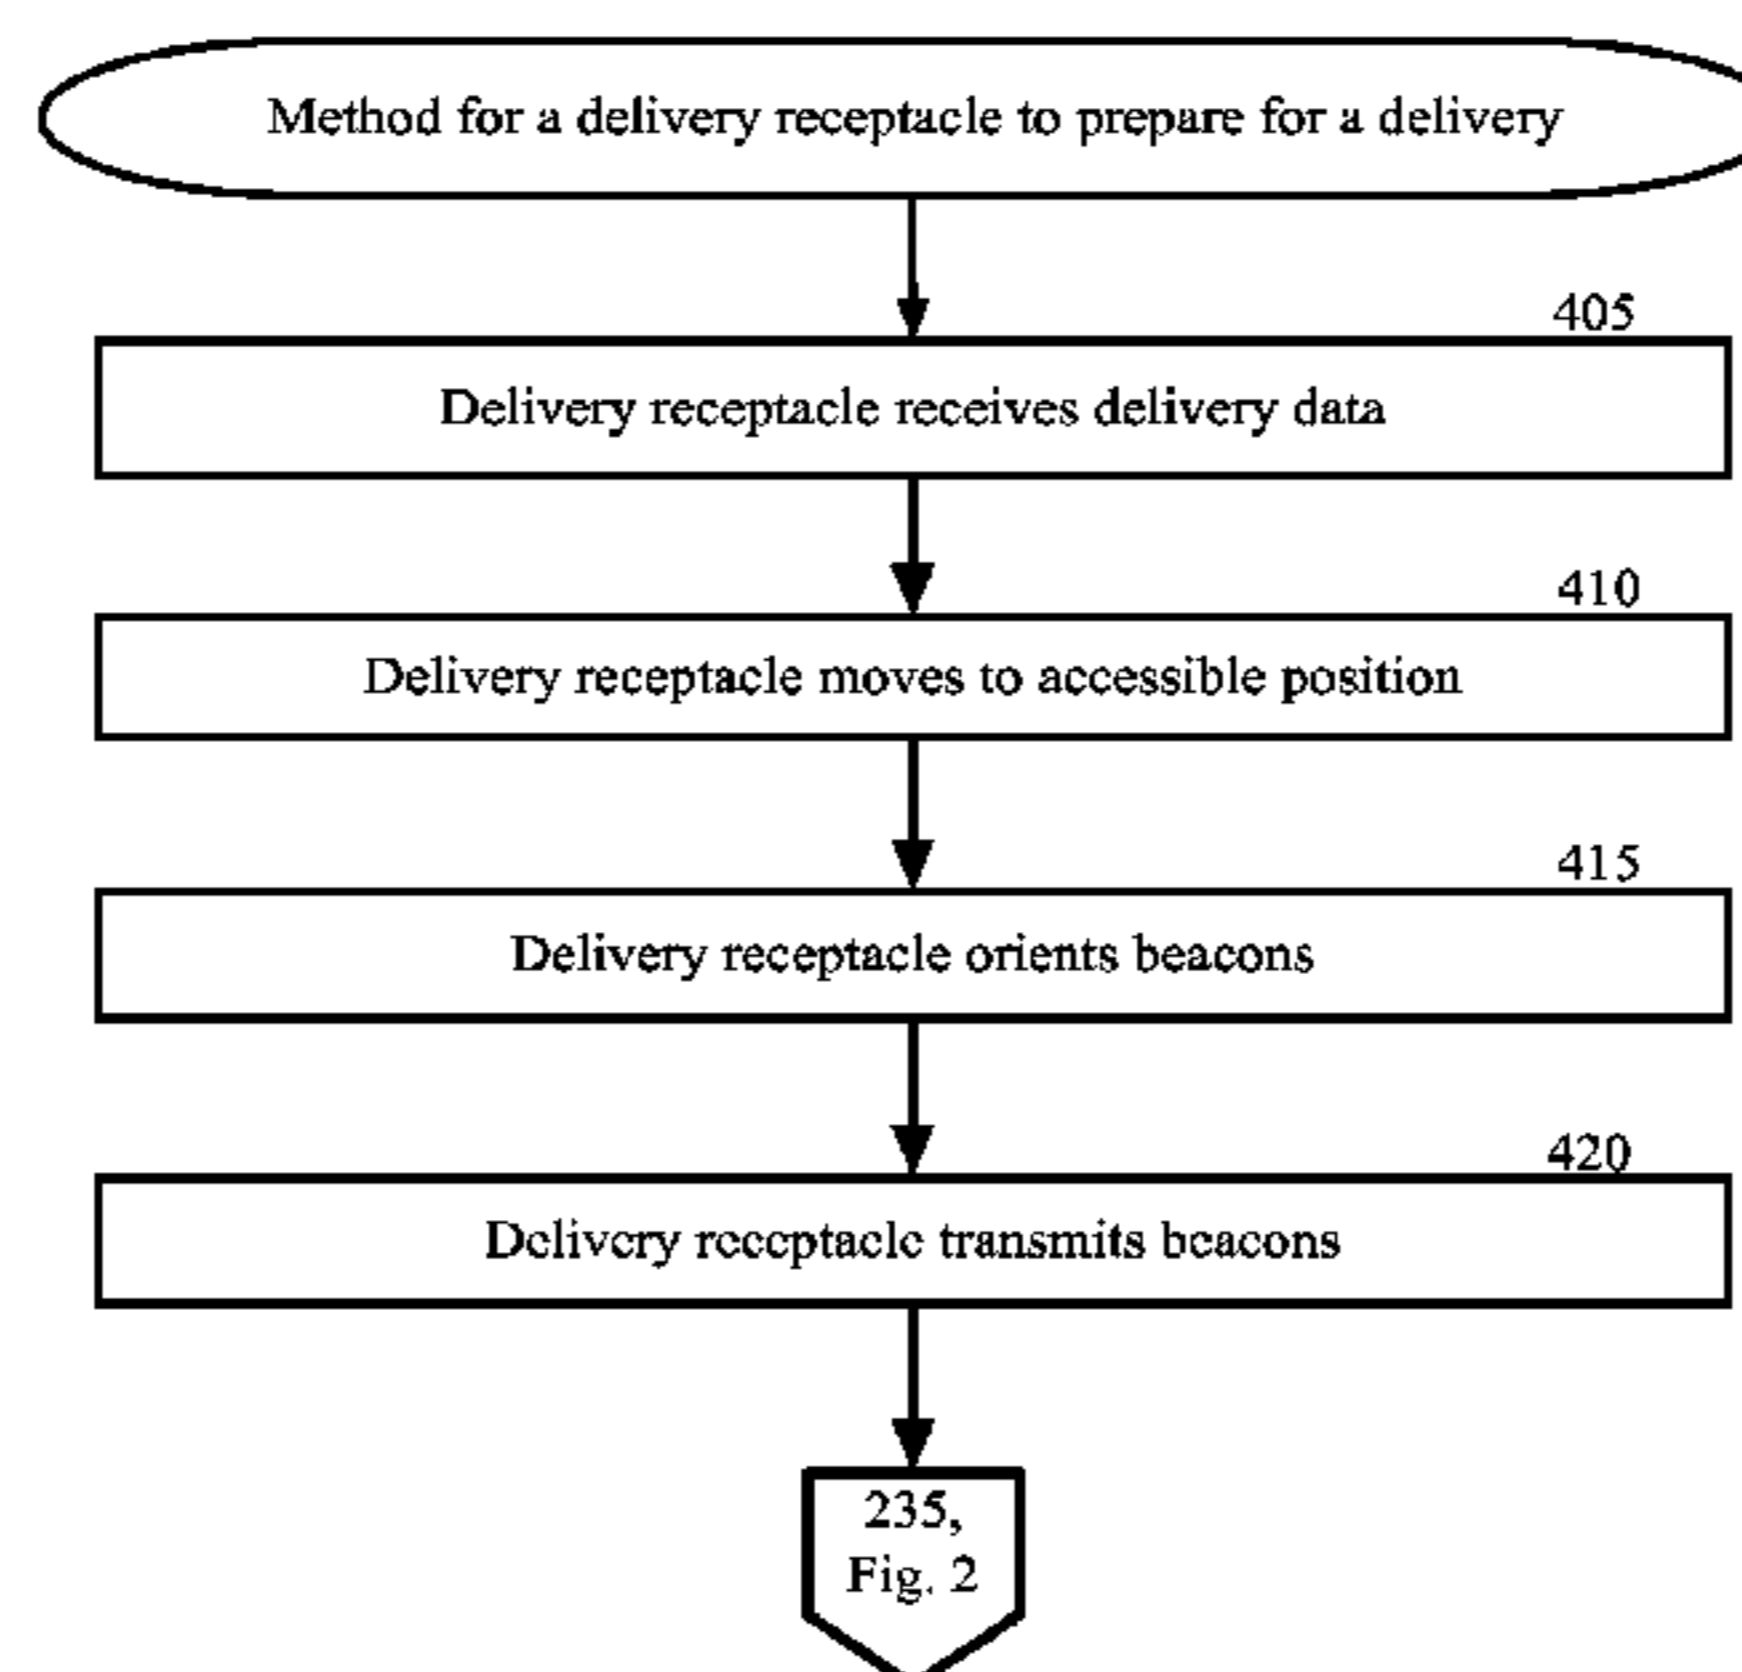 Method for a delivery receptacle to prepare for a delivery
405
Delivery receptacle receives delivery data
410
Delivery receptacle moves to accessible position
415
Delivery receptacle orients beacons
420
Delivery receptacle transmits beacons
235,
Fig. 2